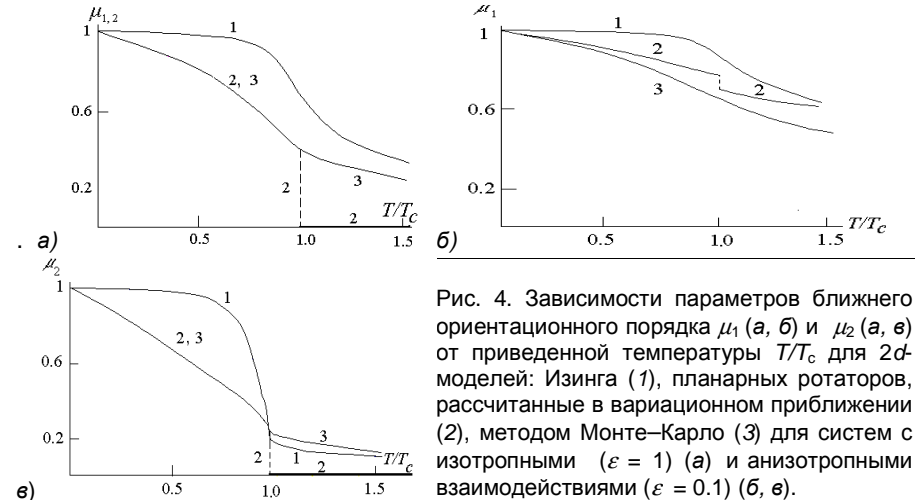 μ1,2
1
0.6
0.2
1
2, 3
2
3
2
T/Tc
0.5
1.0
1.5
. а)
μ1
1
0.6
0.2
1
2
2
3
T/Tc
0.5
1.0
1.5
б)
μ2
1
0.6
0.2
1
2, 3
2
3
1
2
T/Tc
0.5
1.0
1.5
в)
Рис. 4. Зависимости параметров ближнего
ориентационного порядка μ1 (а, б) и μ2 (а, в)
от приведенной температуры T/Tс для 2d-
моделей: Изинга (1), планарных ротаторов,
рассчитанные в вариационном приближении
(2), методом Монте–Карло (3) для систем с
изотропными (ε = 1) (а) и анизотропными
взаимодействиями (ε = 0.1) (б, в).